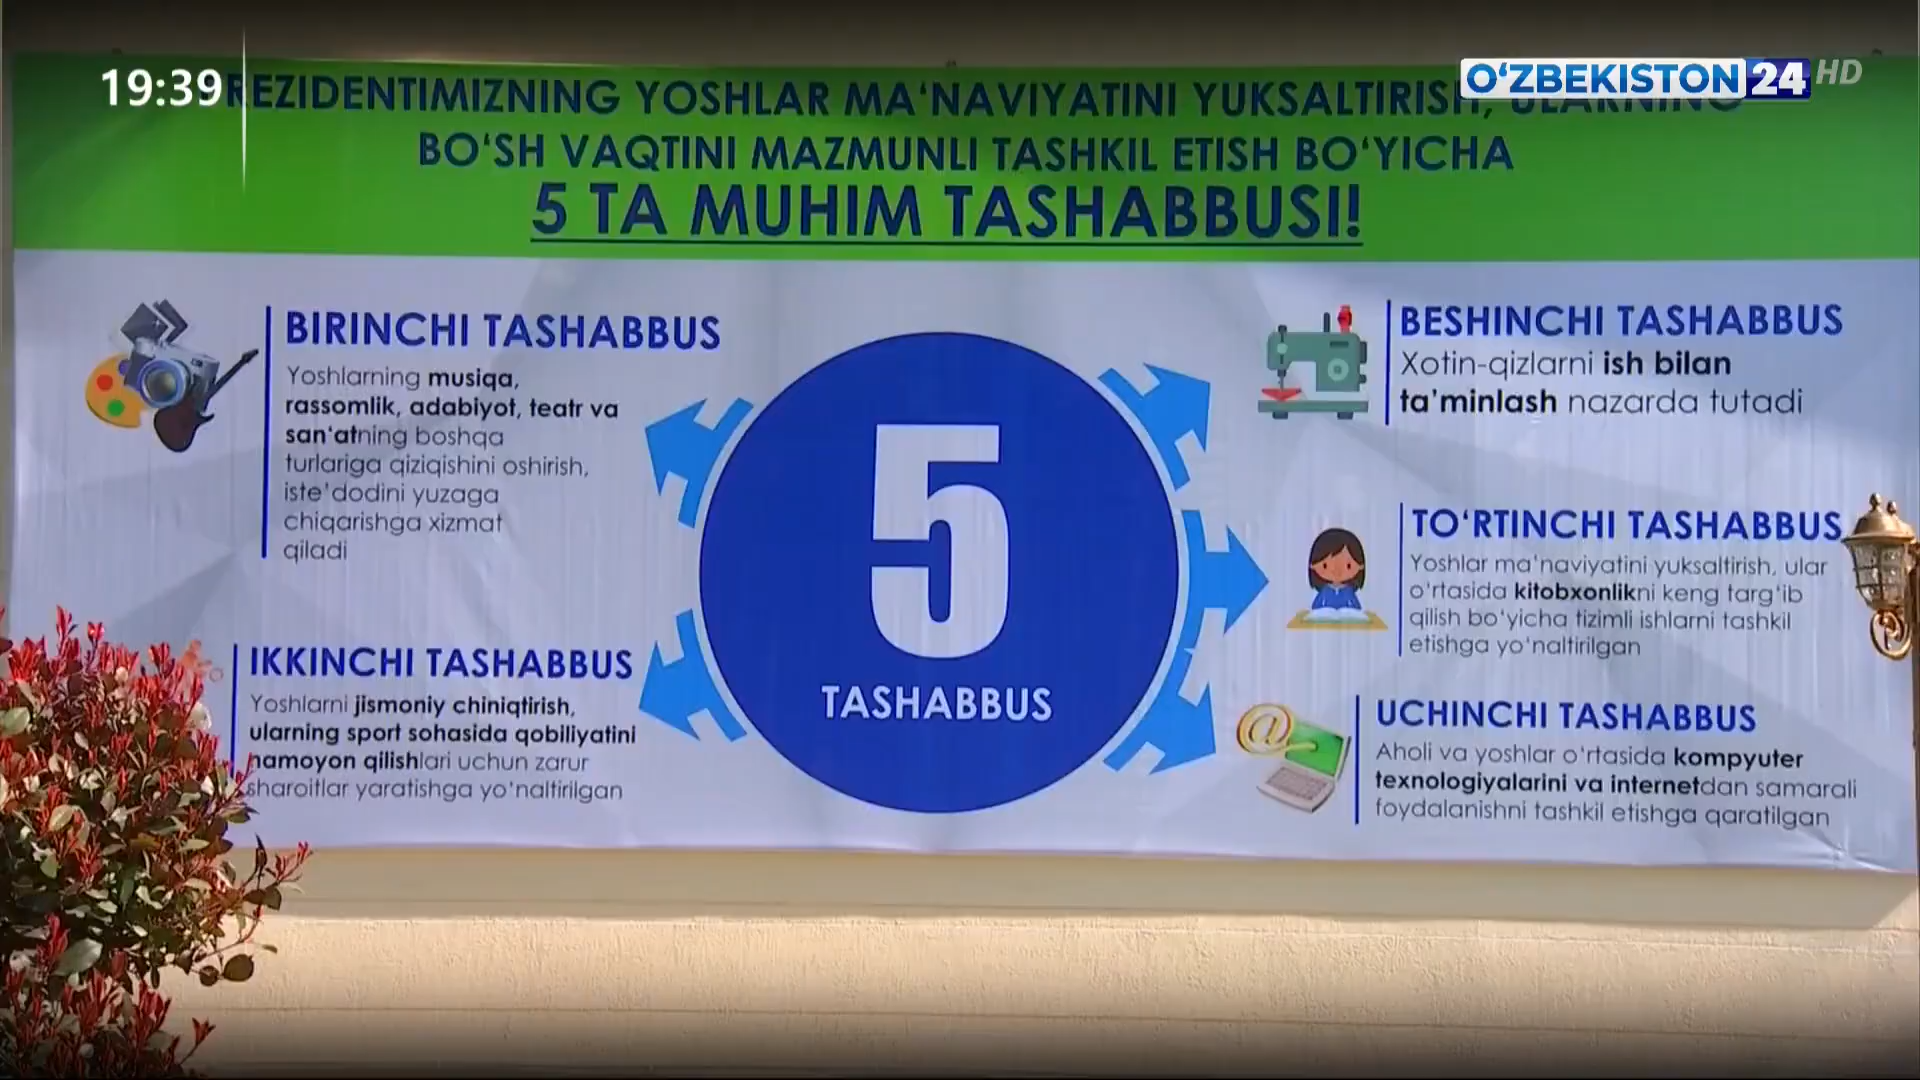 19:39
O‘ZBEKISTON 24 HD
REZIDENTIMIZNING YOSHLAR MA‘NAVIYATINI YUKSALTIRISH, ULARNING
BO‘SH VAQTINI MAZMUNLI TASHKIL ETISH BO‘YICHA
5 TA MUHIM TASHABBUSI!
BIRINCHI TASHABBUS
Yoshlarning musiqa,
rassomlik, adabiyot, teatr va
san‘atning boshqa
turlariga qiziqishini oshirish,
iste’dodini yuzaga
chiqarishga xizmat
qiladi
IKKINCHI TASHABBUS
Yoshlarni jismoniy chiniqtirish,
ularning sport sohasida qobiliyatini
namoyon qilishlari uchun zarur
sharoitlar yaratishga yo‘naltirilgan
5
TASHABBUS
BESHINCHI TASHABBUS
Xotin-qizlarni ish bilan
ta’minlash nazarda tutadi
TO‘RTINCHI TASHABBUS
Yoshlar ma‘naviyatini yuksaltirish, ular
o‘rtasida kitobxonlikni keng targ‘ib
qilish bo‘yicha tizimli ishlarni tashkil
etishga yo‘naltirilgan
UCHINCHI TASHABBUS
Aholi va yoshlar o‘rtasida kompyuter
texnologiyalarini va internetdan samarali
foydalanishni tashkil etishga qaratilgan